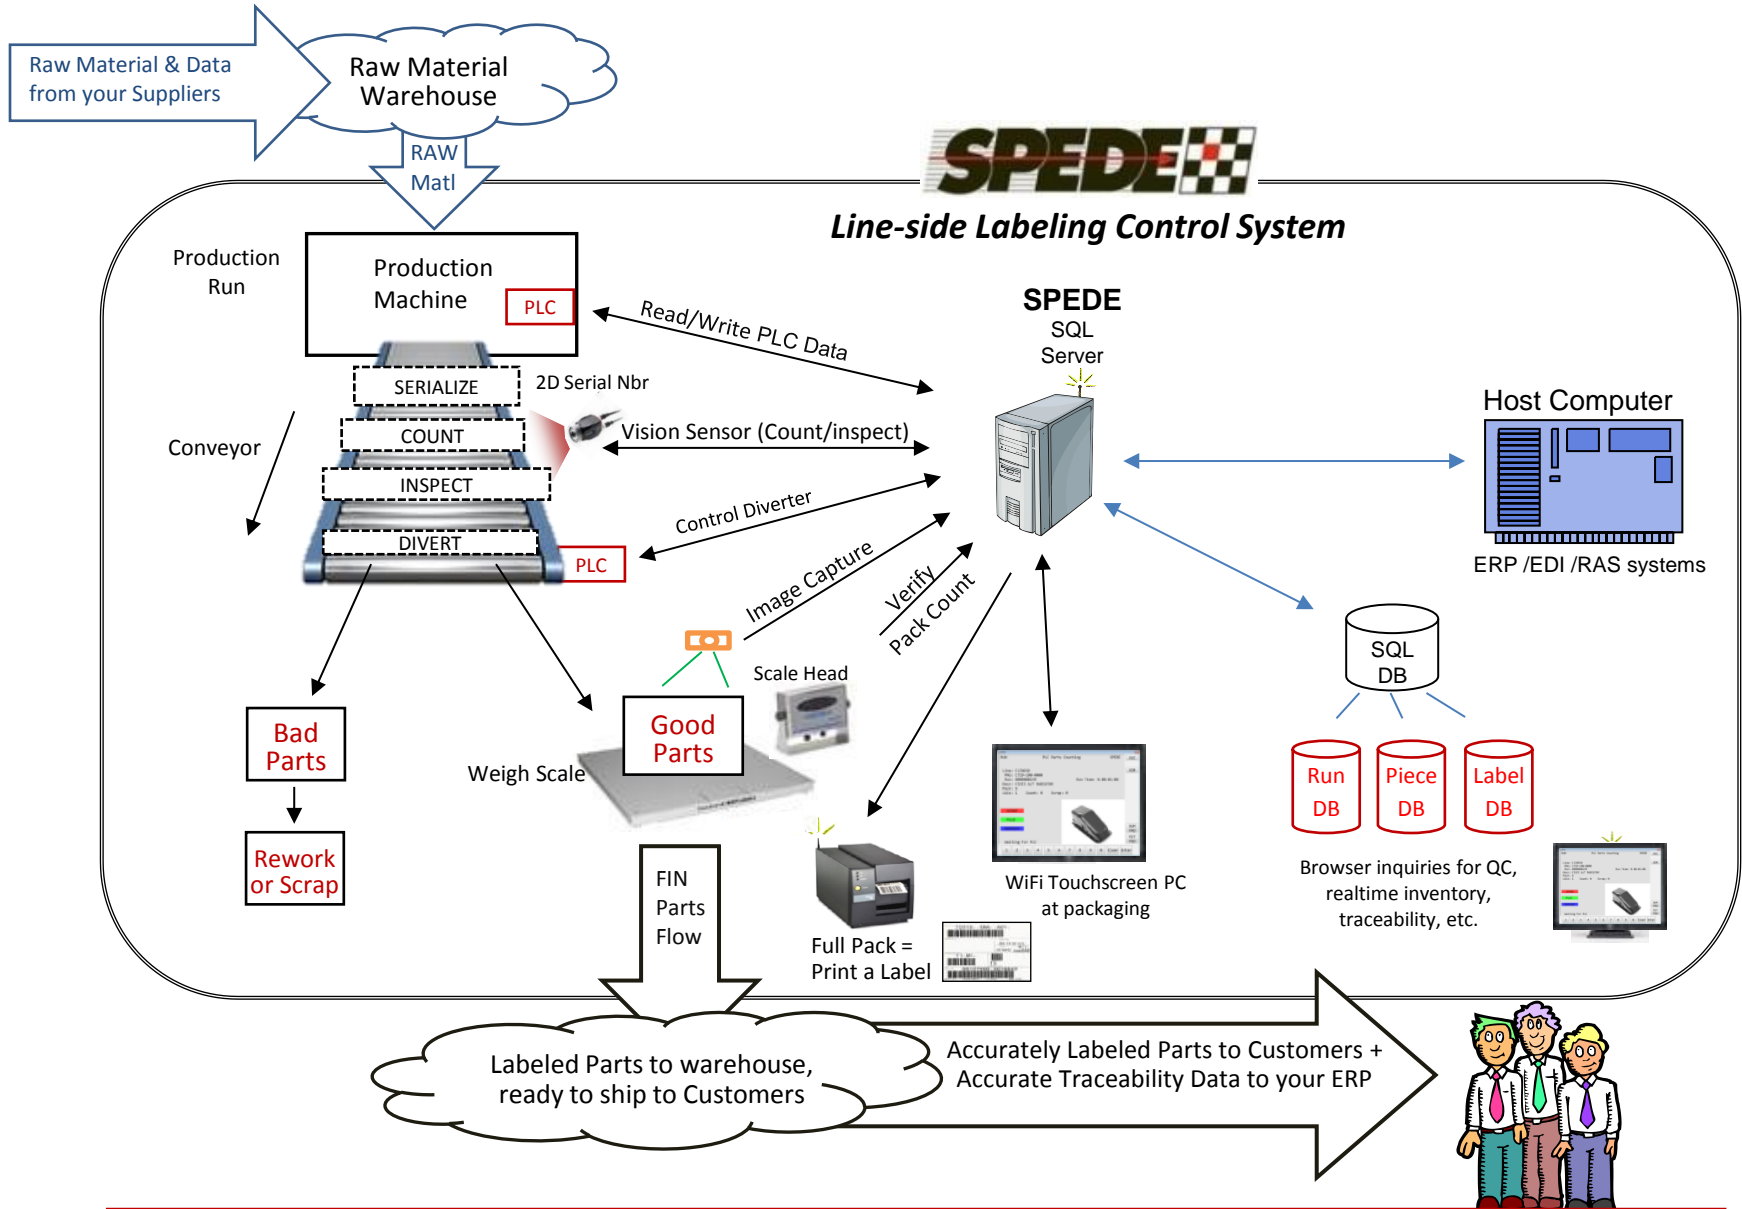 Raw Material & Data
from your Suppliers
Raw Material
Warehouse
RAW
Matl
SPEDE
Line-side Labeling Control System
Production
Run
Production
Machine
PLC
Read/Write PLC Data
SPEDE
SQL
Server
SERIALIZE
2D Serial Nbr
COUNT
Conveyor
Vision Sensor (Count/inspect)
INSPECT
Control Diverter
DIVERT
PLC
Host Computer
ERP /EDI /RAS systems
Image Capture
Verify
Pack Count
SQL
DB
Scale Head
Bad
Parts
Good
Parts
Weigh Scale
Run
DB
Piece
DB
Label
DB
Rework
or Scrap
FIN
Parts
Flow
WiFi Touchscreen PC
at packaging
Browser inquiries for QC,
realtime inventory,
traceability, etc.
Full Pack =
Print a Label
Labeled Parts to warehouse,
ready to ship to Customers
Accurately Labeled Parts to Customers +
Accurate Traceability Data to your ERP